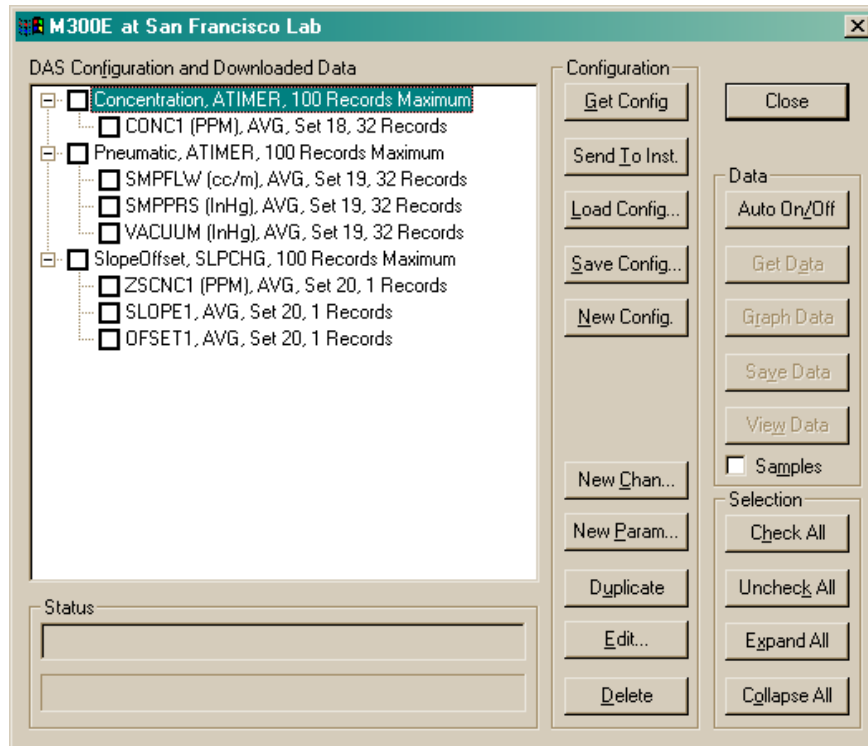 M300E at San Francisco Lab
DAS Configuration and Downloaded Data
Concentration, ATIMER, 100 Records Maximum
CONC1 (PPM), AVG, Set 18, 32 Records
Pneumatic, ATIMER, 100 Records Maximum
SMPFLW (cc/m), AVG, Set 19, 32 Records
SMPPRS (InHg), AVG, Set 19, 32 Records
VACUUM (InHg), AVG, Set 19, 32 Records
SlopeOffset, SLPCHG, 100 Records Maximum
ZSCNC1 (PPM), AVG, Set 20, 1 Records
SLOPE1, AVG, Set 20, 1 Records
OFSET1, AVG, Set 20, 1 Records
Status
Configuration
Get Config
Send To Inst.
Load Config...
Save Config...
New Config.
New Chan...
New Param...
Duplicate
Edit...
Delete
Close
Data
Auto On/Off
Get Data
Graph Data
Save Data
View Data
Samples
Selection
Check All
Uncheck All
Expand All
Collapse All